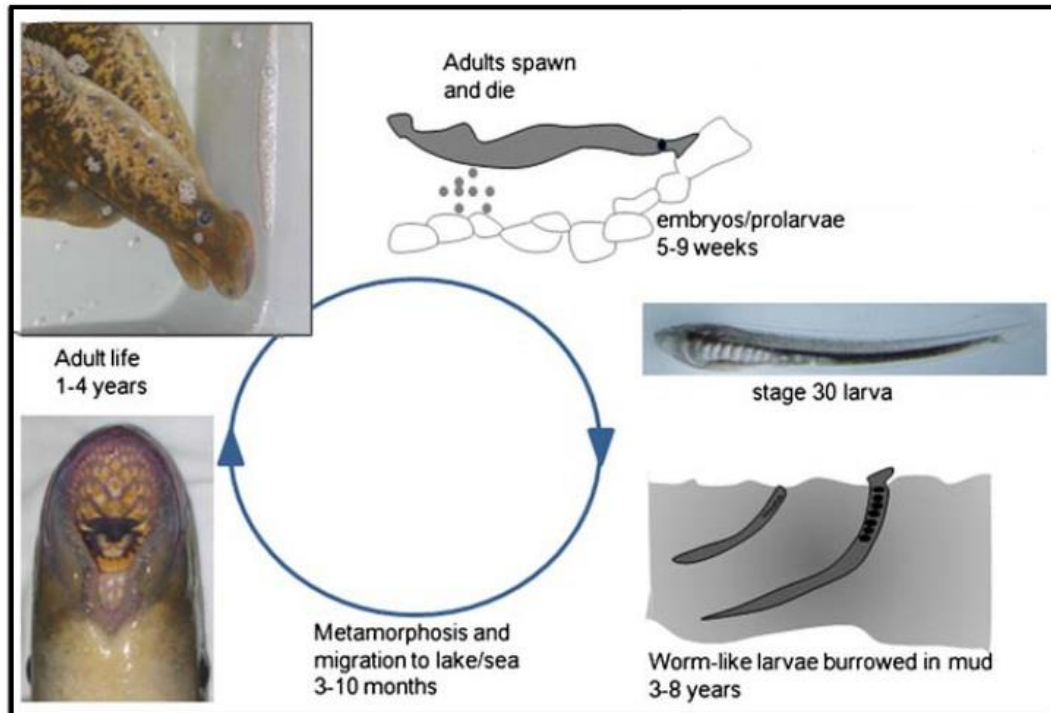 Adults spawn
and die
embryos/prolarvae
5-9 weeks
stage 30 larva
Worm-like larvae burrowed in mud
3-8 years
Metamorphosis and
migration to lake/sea
3-10 months
Adult life
1-4 years